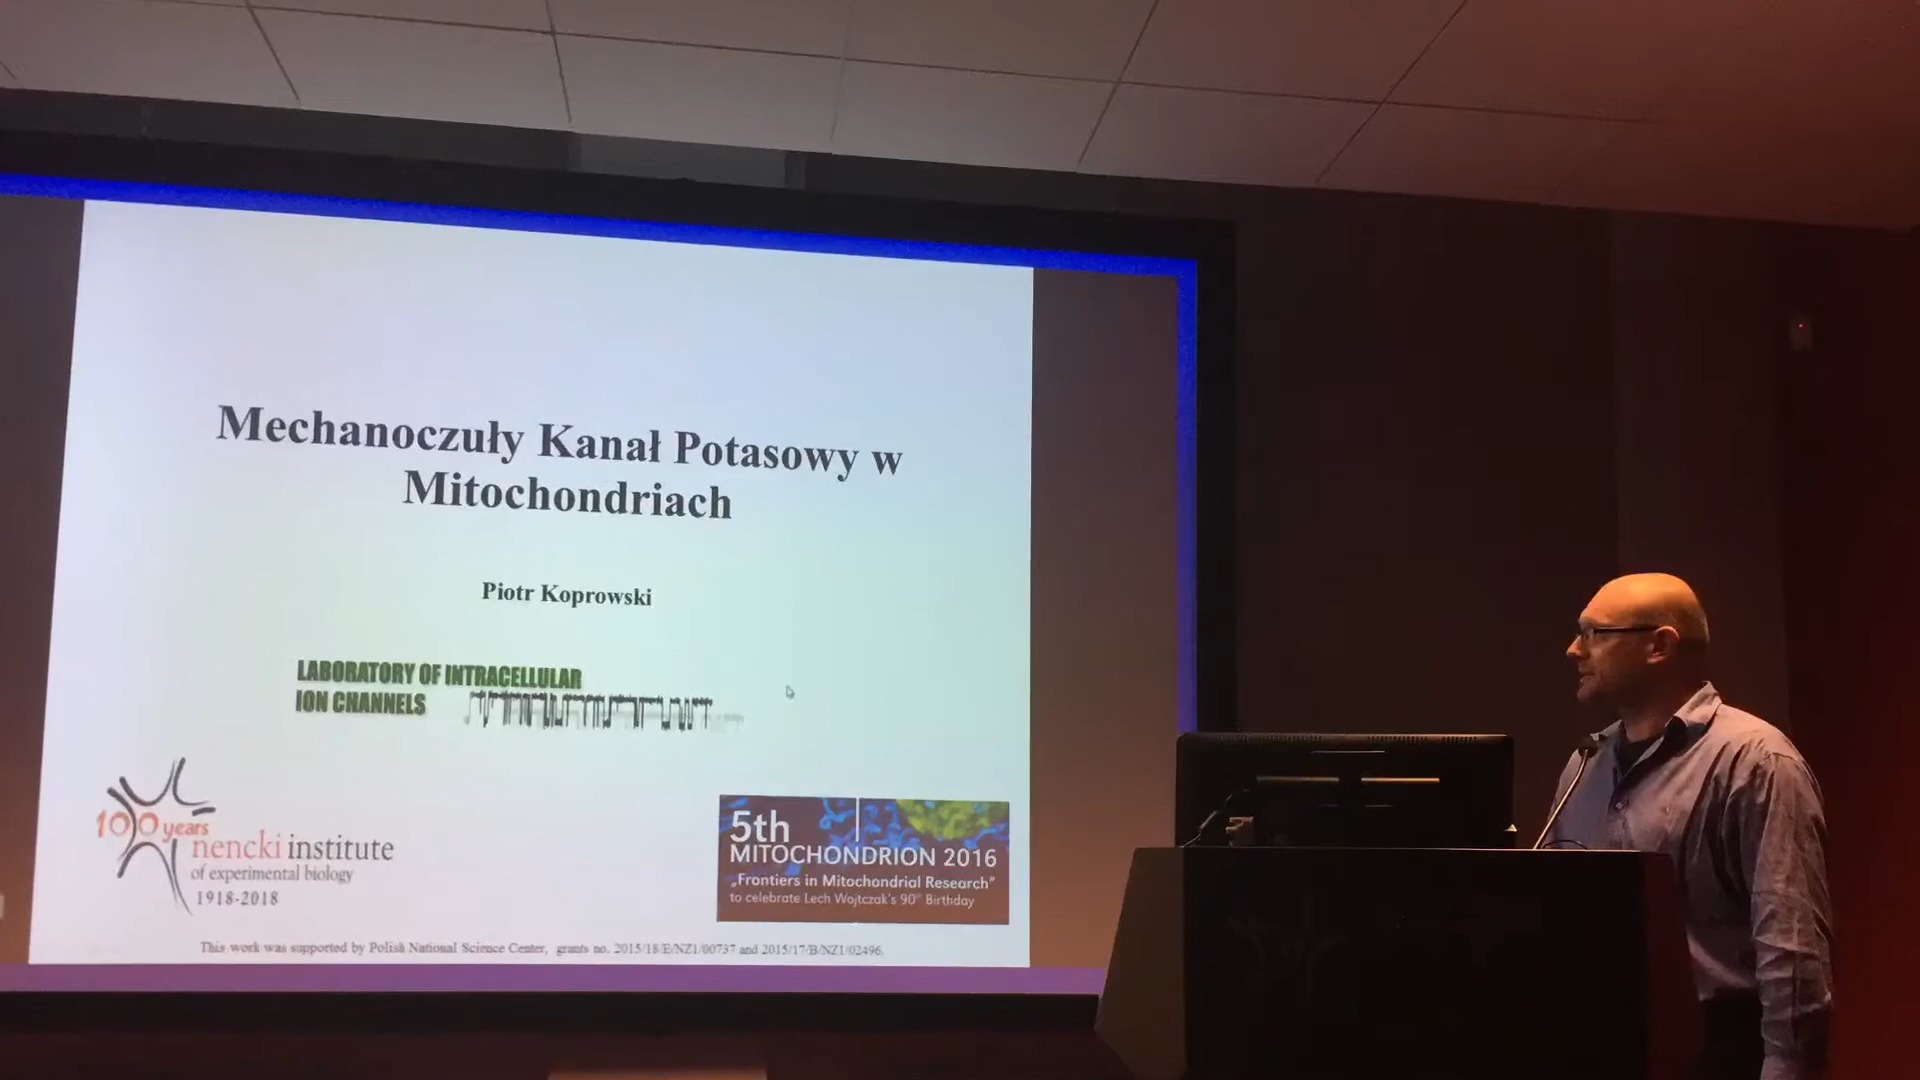 Mechanoczuły Kanał Potasowy w
Mitochondriach
Piotr Koprowski
LABORATORY OF INTRACELLULAR
ION CHANNELS
100 years
nencki institute
of experimental biology
1918-2018
5th
MITOCHONDRION 2016
„Frontiers in Mitochondrial Research"
to celebrate Lech Wojtczak's 90th Birthday
This work was supported by Polish National Science Center, grants no. 2015/18/E/NZ1/00737 and 2015/17/B/NZ1/02496.